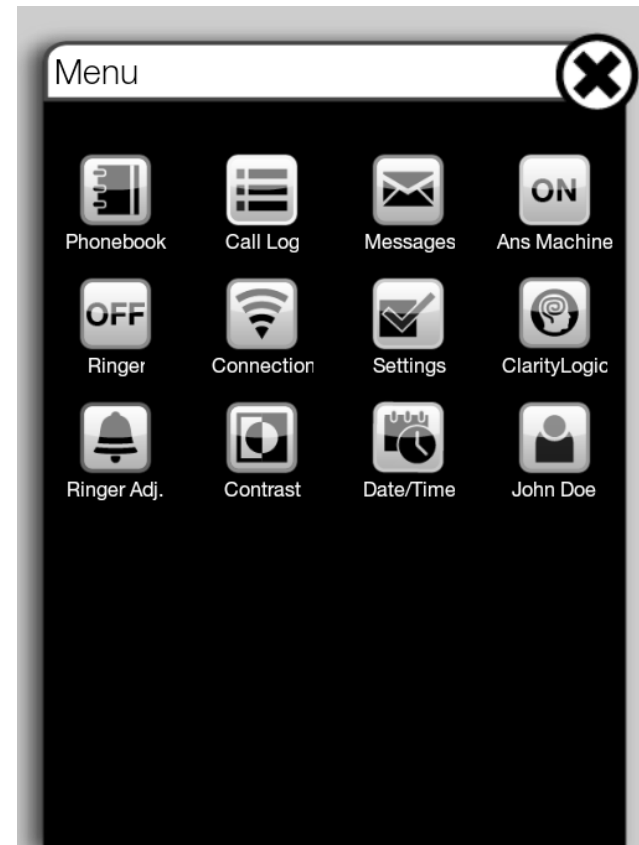 Menu
Phonebook Call Log Messages ON Ans Machine
OFF Ringer Connection Settings ClarityLogic
Ringer Adj. Contrast Date/Time John Doe